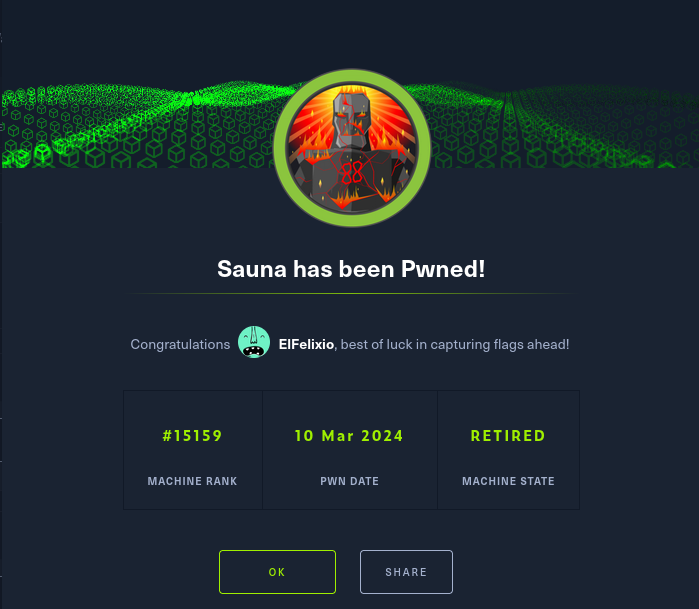 Sauna has been Pwned!
Congratulations ElFelixio, best of luck in capturing flags ahead!
#15159 10 Mar 2024 RETIRED
MACHINE RANK PWN DATE MACHINE STATE
OK SHARE